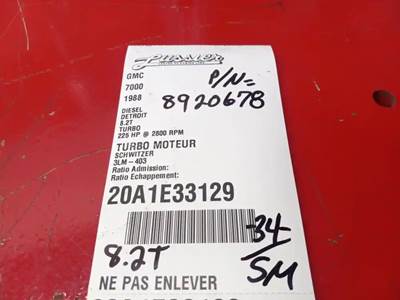 GMC
P/N=
7000
8920678
1988
DIESEL
DETROIT
8.2T
TURBO
225 HP @ 2800 RPM
TURBO MOTEUR
SCHWITZER
3LM - 403
Ratio Admission:
Ratio Echappement:
20A1E33129
34
8.2T
SM
NE PAS ENLEVER